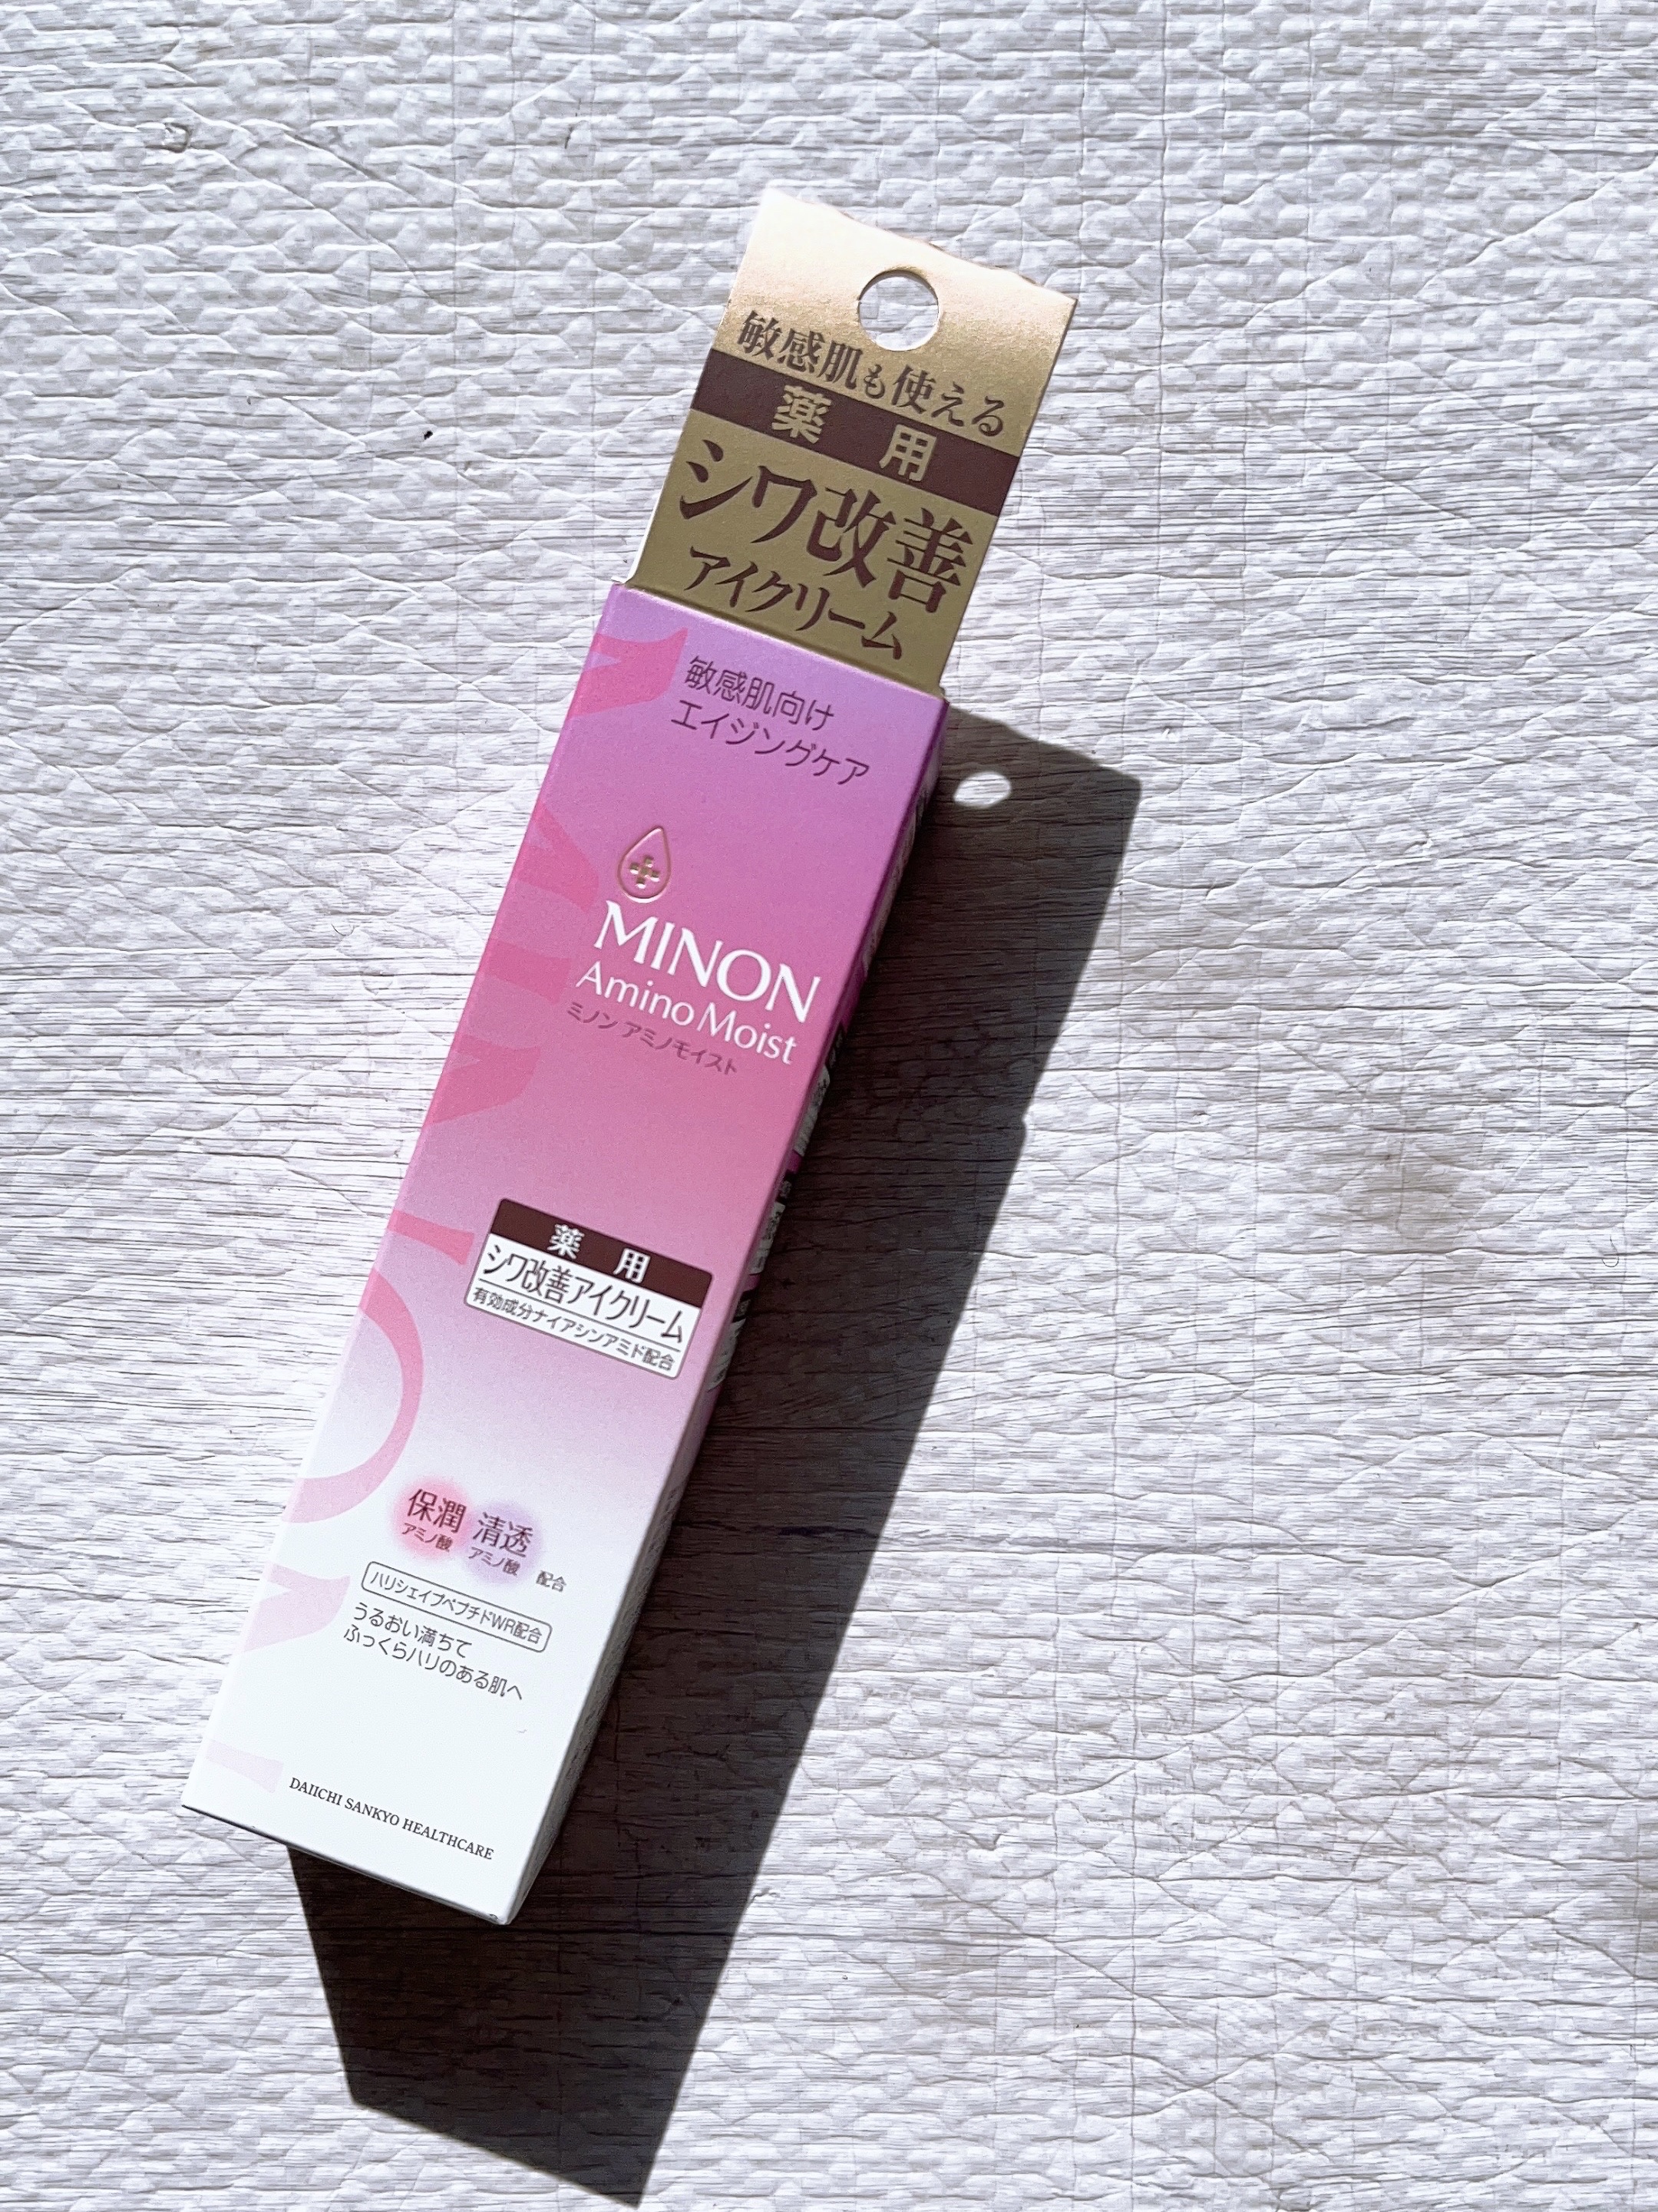 敏感肌も使える
薬用
シワ改善
アイクリーム
敏感肌向け
エイジングケア
MINON
Amino Moist
ミノン アミノモイスト
薬用
シワ改善アイクリーム
有効成分ナイアシンアミド配合
保潤 清透
アミノ酸 アミノ酸 配合
ハリシェイプペプチドWR配合
うるおい満ちて
ふっくらハリのある肌へ
DAIICHI SANKYO HEALTHCARE